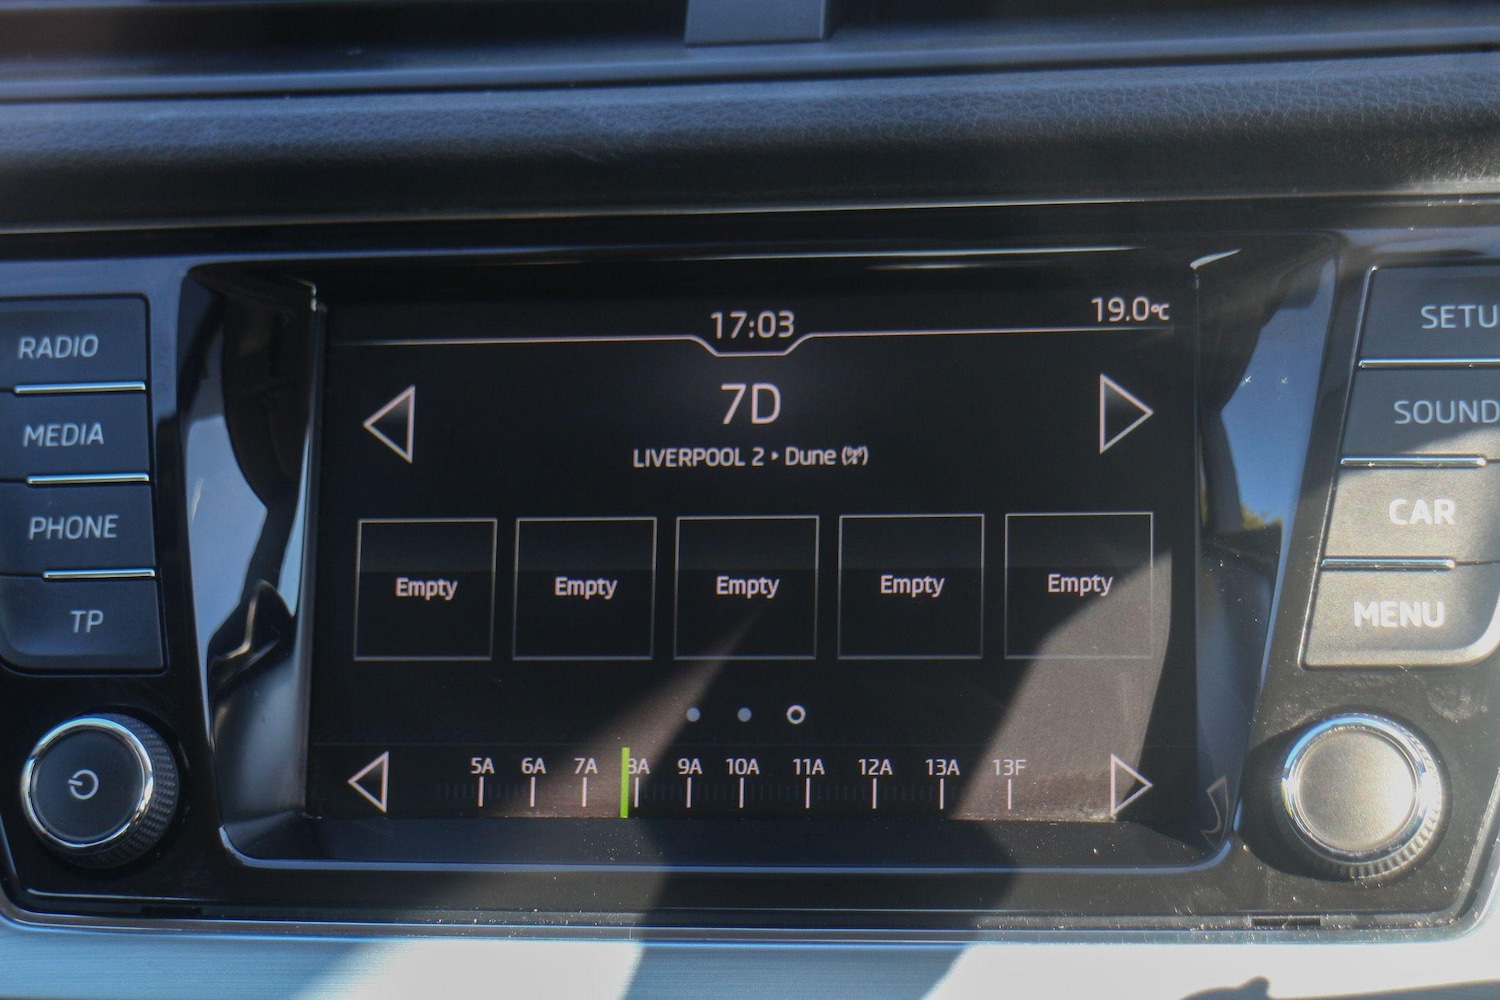 RADIO
MEDIA
PHONE
TP
17:03
19.0°C
7D
LIVERPOOL 2 ‣ Dune
Empty Empty Empty Empty Empty
5A 6A 7A 8A 9A 10A 11A 12A 13A 13F
SETU
SOUND
CAR
MENU